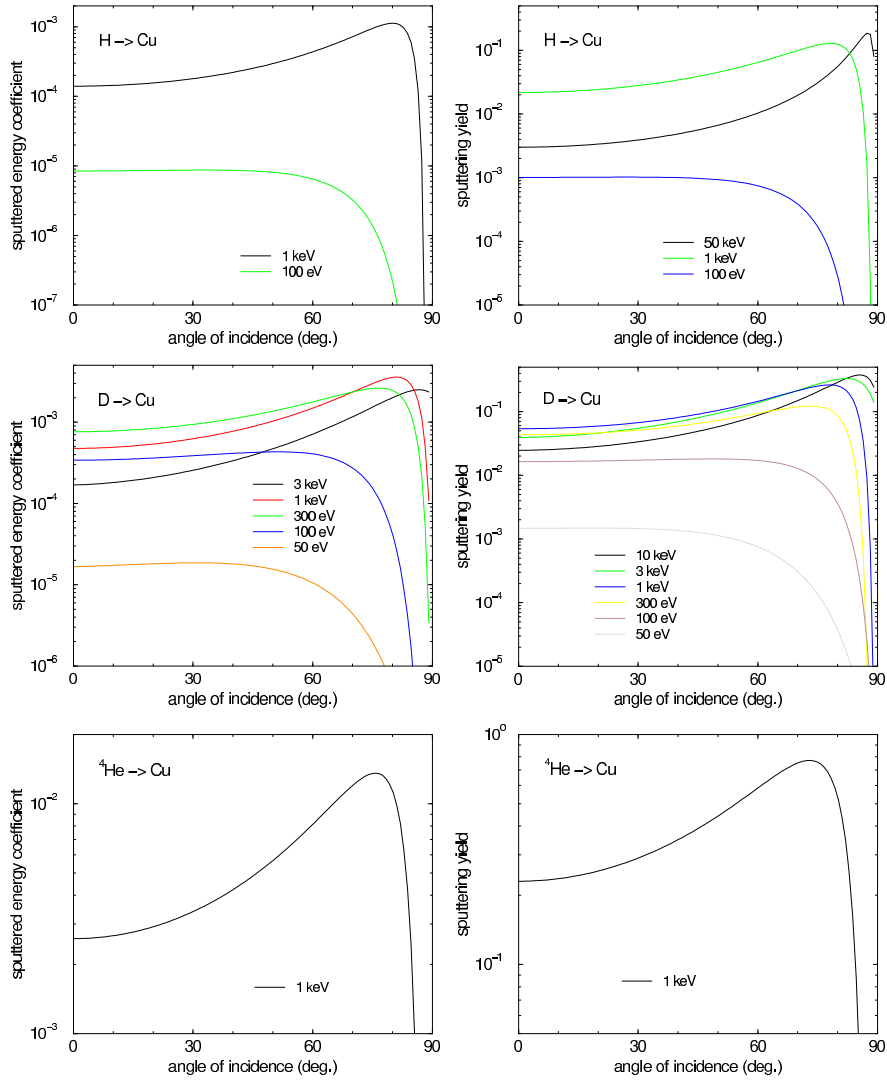 H −> Cu
sputtered energy coefficient
10⁻³
10⁻⁴
10⁻⁵
10⁻⁶
10⁻⁷
1 keV
100 eV
0 30 60 90
angle of incidence (deg.)
H −> Cu
sputtering yield
10⁻¹
10⁻²
10⁻³
10⁻⁴
10⁻⁵
50 keV
1 keV
100 eV
0 30 60 90
angle of incidence (deg.)
D −> Cu
sputtered energy coefficient
10⁻³
10⁻⁴
10⁻⁵
10⁻⁶
3 keV
1 keV
300 eV
100 eV
50 eV
0 30 60 90
angle of incidence (deg.)
D −> Cu
sputtering yield
10⁻¹
10⁻²
10⁻³
10⁻⁴
10⁻⁵
10 keV
3 keV
1 keV
300 eV
100 eV
50 eV
0 30 60 90
angle of incidence (deg.)
⁴He −> Cu
sputtered energy coefficient
10⁻²
10⁻³
1 keV
0 30 60 90
angle of incidence (deg.)
⁴He −> Cu
sputtering yield
10⁰
10⁻¹
1 keV
0 30 60 90
angle of incidence (deg.)